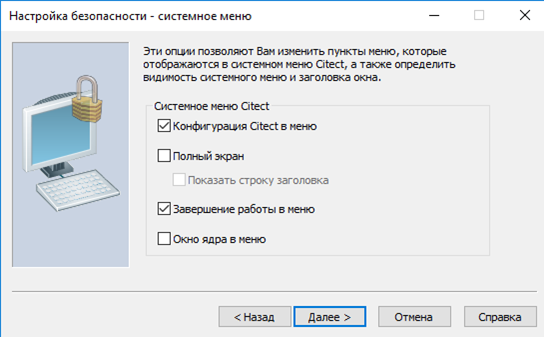 Настройка безопасности - системное меню
Эти опции позволяют Вам изменить пункты меню, которые
отображаются в системном меню Citect, а также определить
видимость системного меню и заголовка окна.
Системное меню Citect
Конфигурация Citect в меню
Полный экран
Показать строку заголовка
Завершение работы в меню
Окно ядра в меню
< Назад
Далее >
Отмена
Справка